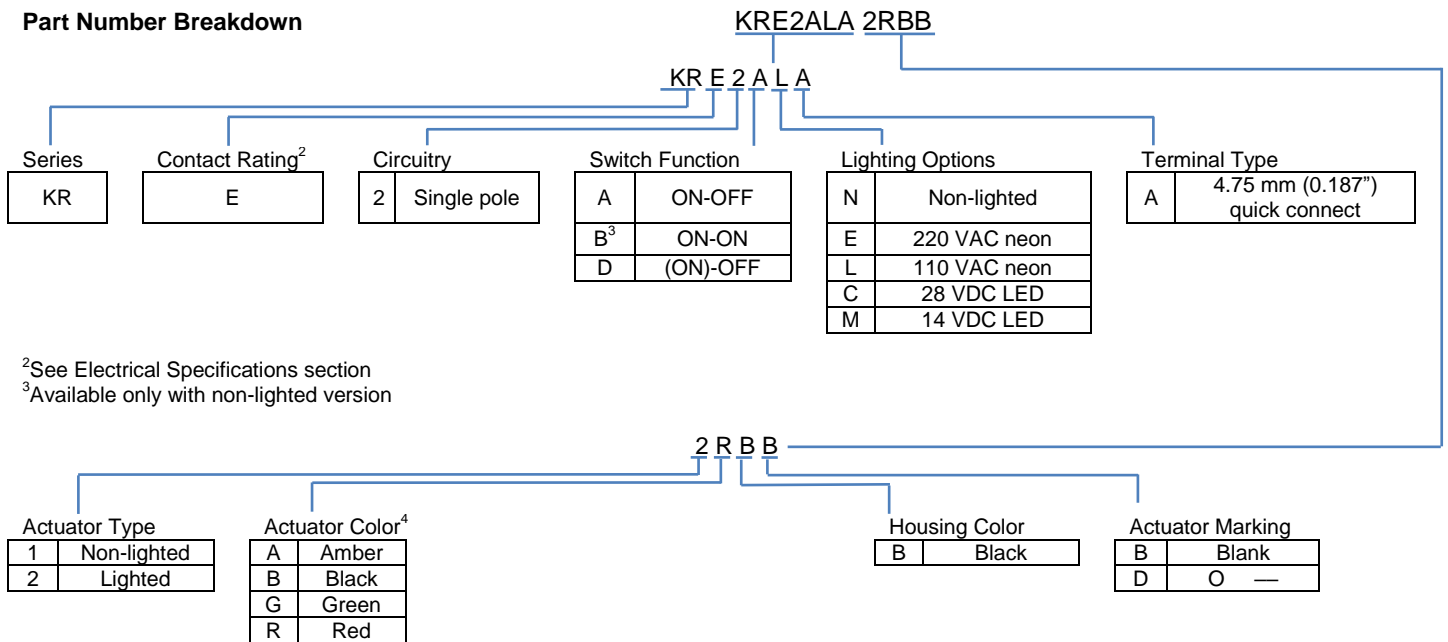 Part Number Breakdown
KRE2ALA 2RBB
KR E 2 A L A
Series
KR
Contact Rating²
E
Circuitry
2 Single pole
Switch Function
A ON-OFF
B³ ON-ON
D (ON)-OFF
Lighting Options
N Non-lighted
E 220 VAC neon
L 110 VAC neon
C 28 VDC LED
M 14 VDC LED
Terminal Type
A 4.75 mm (0.187”)
quick connect
²See Electrical Specifications section
³Available only with non-lighted version
2 R B B
Actuator Type
1 Non-lighted
2 Lighted
Actuator Color⁴
A Amber
B Black
G Green
R Red
Housing Color
B Black
Actuator Marking
B Blank
D O —